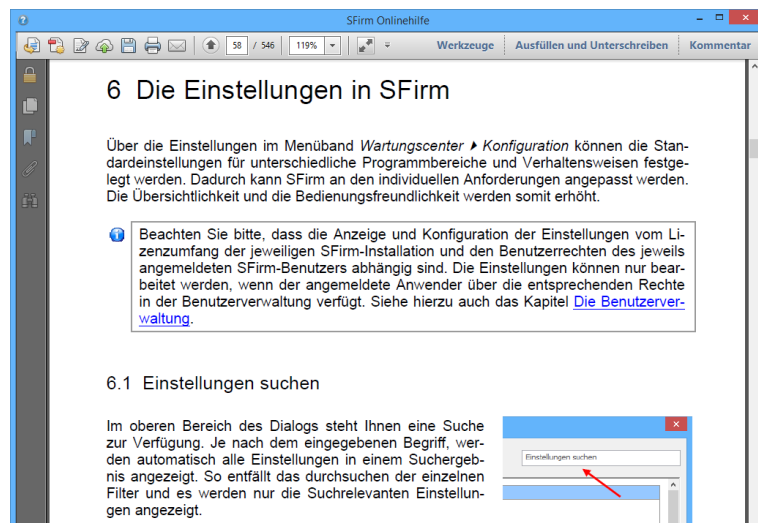 SFirm Onlinehilfe
58 / 546 119% Werkzeuge Ausfüllen und Unterschreiben Kommentar
6 Die Einstellungen in SFirm
Über die Einstellungen im Menüband Wartungscenter ▶ Konfiguration können die Stan-
dardeinstellungen für unterschiedliche Programmbereiche und Verhaltensweisen festge-
legt werden. Dadurch kann SFirm an den individuellen Anforderungen angepasst werden.
Die Übersichtlichkeit und die Bedienungsfreundlichkeit werden somit erhöht.
Beachten Sie bitte, dass die Anzeige und Konfiguration der Einstellungen vom Li-
zenzumfang der jeweiligen SFirm-Installation und den Benutzerrechten des jeweils
angemeldeten SFirm-Benutzers abhängig sind. Die Einstellungen können nur bear-
beitet werden, wenn der angemeldete Anwender über die entsprechenden Rechte
in der Benutzerverwaltung verfügt. Siehe hierzu auch das Kapitel Die Benutzerver-
waltung.
6.1 Einstellungen suchen
Im oberen Bereich des Dialogs steht Ihnen eine Suche
zur Verfügung. Je nach dem eingegebenen Begriff, wer-
den automatisch alle Einstellungen in einem Suchergeb-
nis angezeigt. So entfällt das durchsuchen der einzelnen
Filter und es werden nur die Suchrelevanten Einstellun-
gen angezeigt.
Einstellungen suchen